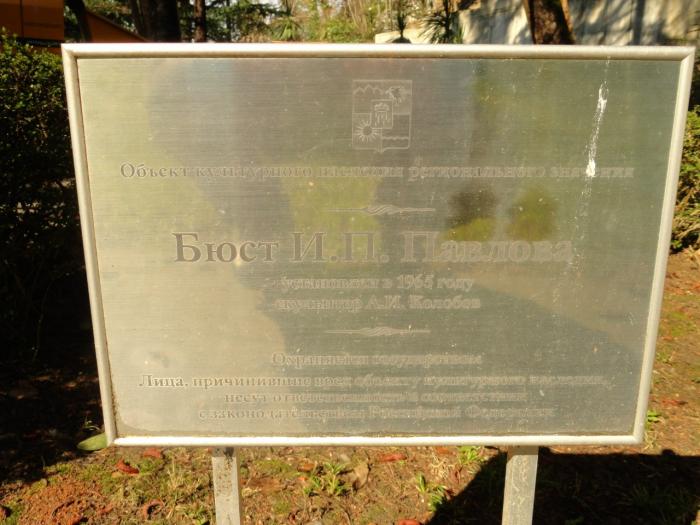 Объект культурного наследия регионального значения
Бюст И.П. Павлова
установлен в 1965 году
скульптор А.И. Колобов
Охраняется государством
Лица, причинившие вред объекту культурного наследия,
несут ответственность в соответствии
с законодательством Российской Федерации